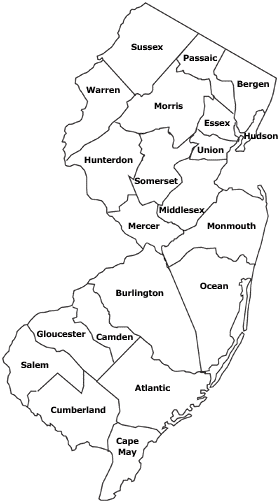 Sussex
Passaic
Bergen
Warren
Morris
Essex
Hudson
Union
Hunterdon
Somerset
Middlesex
Mercer
Monmouth
Ocean
Burlington
Gloucester
Camden
Salem
Atlantic
Cumberland
Cape
May